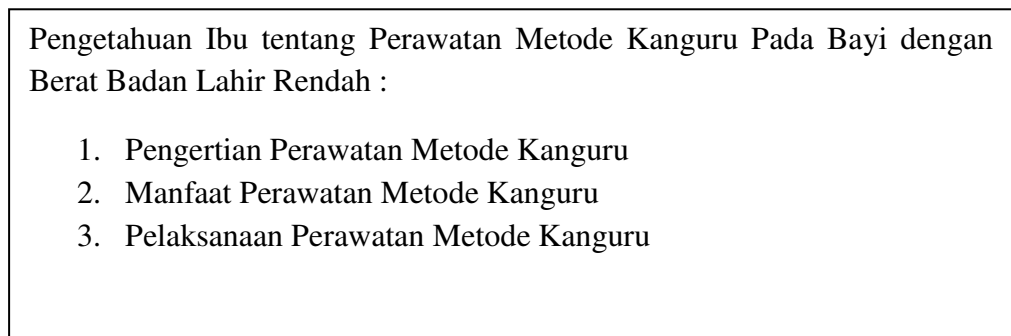 Pengetahuan Ibu tentang Perawatan Metode Kanguru Pada Bayi dengan
Berat Badan Lahir Rendah :
1. Pengertian Perawatan Metode Kanguru
2. Manfaat Perawatan Metode Kanguru
3. Pelaksanaan Perawatan Metode Kanguru